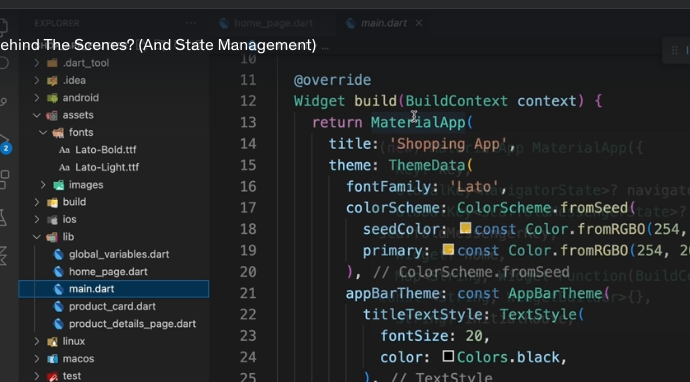 EXPLORER
home_page.dart
main.dart
ehind The Scenes? (And State Management)
.dart_tool
.idea
android
assets
fonts
Lato-Bold.ttf
Lato-Light.ttf
images
build
ios
lib
global_variables.dart
home_page.dart
main.dart
product_card.dart
product_details_page.dart
linux
macos
test
2
10
11 @override
12 Widget build(BuildContext context) {
13 return MaterialApp(
14 title: 'Shopping App',
15 theme: ThemeData(
16 fontFamily: 'Lato',
17 colorScheme: ColorScheme.fromSeed(
18 seedColor: const Color.fromRGBO(254,
19 primary: const Color.fromRGBO(254, 20
20 ), // ColorScheme.fromSeed
21 appBarTheme: const AppBarTheme(
22 titleTextStyle: TextStyle(
23 fontSize: 20,
24 color: Colors.black,
25 ), // TextStyle